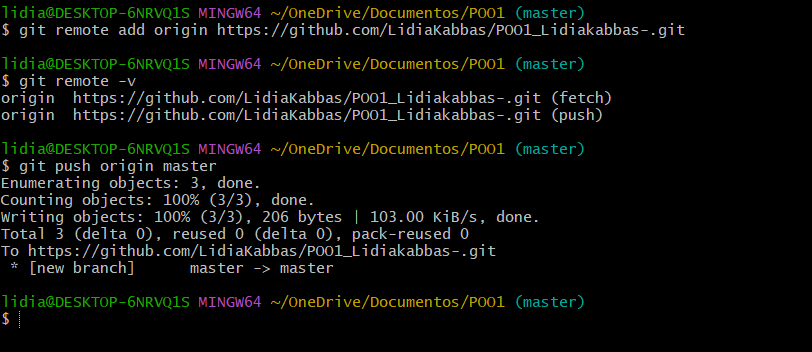 lidia@DESKTOP-6NRVQ1S MINGW64 ~/OneDrive/Documentos/POO1 (master)
$ git remote add origin https://github.com/LidiaKabbas/POO1_Lidiakabbas-.git
lidia@DESKTOP-6NRVQ1S MINGW64 ~/OneDrive/Documentos/POO1 (master)
$ git remote -v
origin  https://github.com/LidiaKabbas/POO1_Lidiakabbas-.git (fetch)
origin  https://github.com/LidiaKabbas/POO1_Lidiakabbas-.git (push)
lidia@DESKTOP-6NRVQ1S MINGW64 ~/OneDrive/Documentos/POO1 (master)
$ git push origin master
Enumerating objects: 3, done.
Counting objects: 100% (3/3), done.
Writing objects: 100% (3/3), 206 bytes | 103.00 KiB/s, done.
Total 3 (delta 0), reused 0 (delta 0), pack-reused 0
To https://github.com/LidiaKabbas/POO1_Lidiakabbas-.git
 * [new branch]      master -> master
lidia@DESKTOP-6NRVQ1S MINGW64 ~/OneDrive/Documentos/POO1 (master)
$